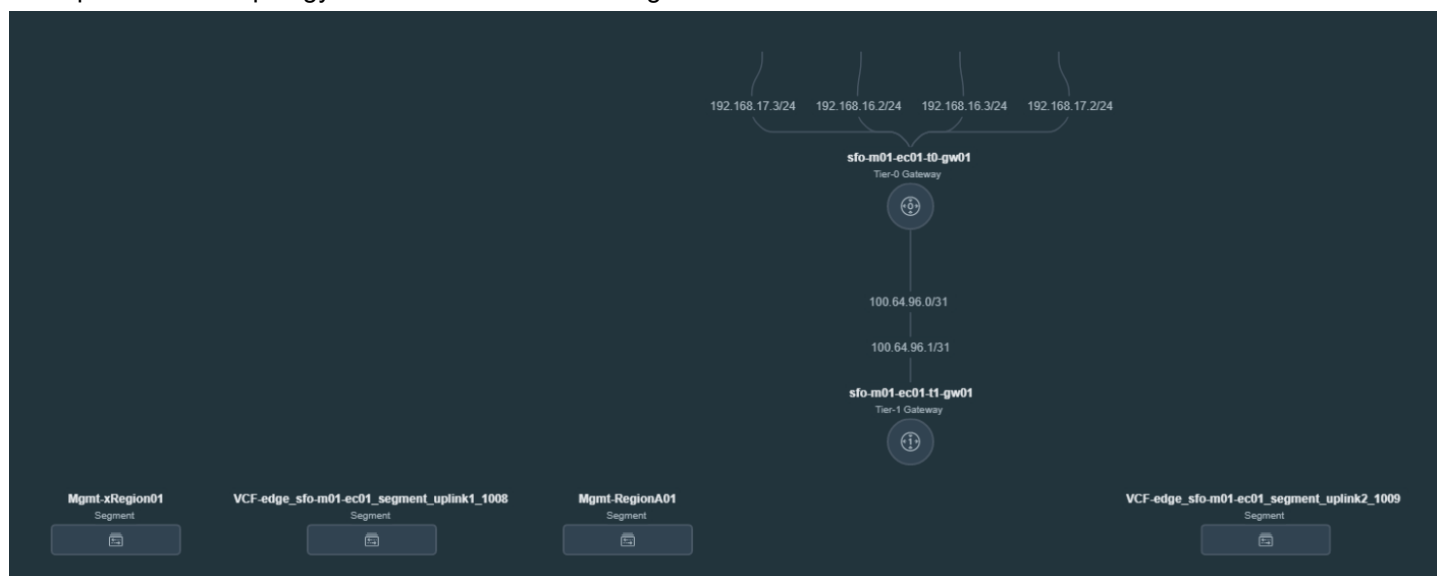 192.168.17.3/24 192.168.16.2/24 192.168.16.3/24 192.168.17.2/24
sfo-m01-ec01-t0-gw01
Tier-0 Gateway
100.64.96.0/31
100.64.96.1/31
sfo-m01-ec01-t1-gw01
Tier-1 Gateway
Mgmt-xRegion01 VCF-edge_sfo-m01-ec01_segment_uplink1_1008 Mgmt-RegionA01 VCF-edge_sfo-m01-ec01_segment_uplink2_1009
Segment Segment Segment Segment